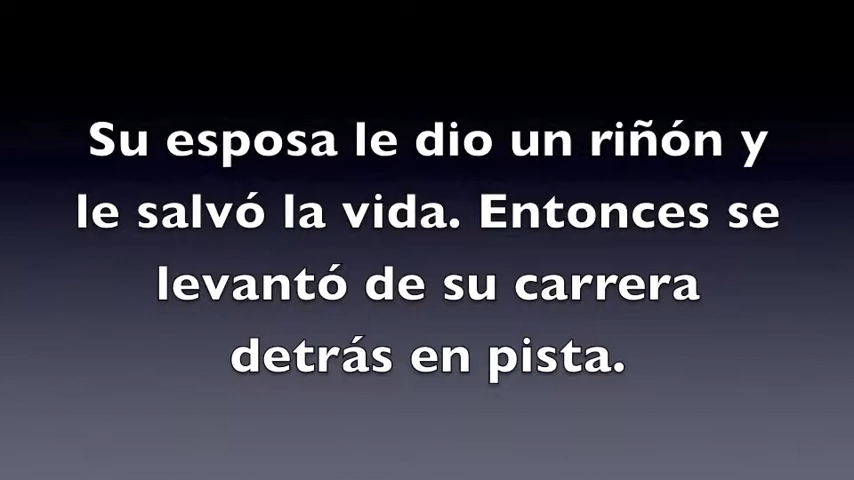 Su esposa le dio un riñón y
le salvó la vida. Entonces se
levantó de su carrera
detrás en pista.